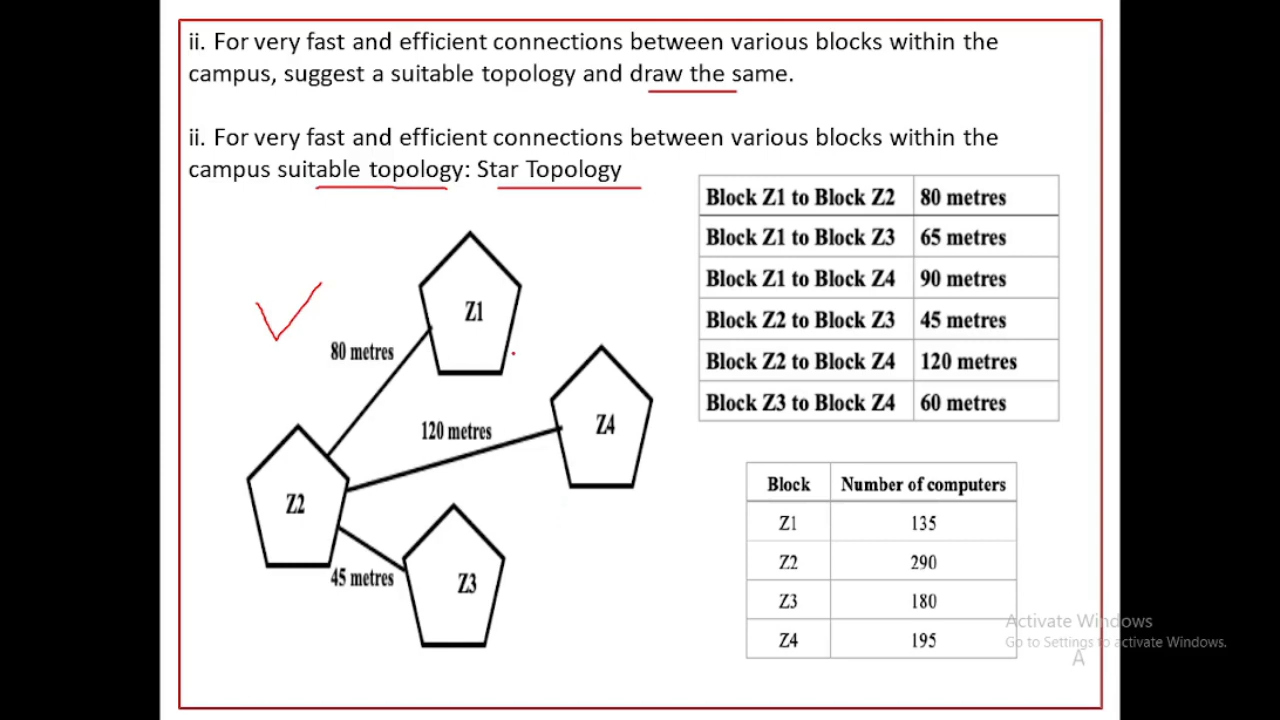 ii. For very fast and efficient connections between various blocks within the
campus, suggest a suitable topology and draw the same.
ii. For very fast and efficient connections between various blocks within the
campus suitable topology: Star Topology
Block Z1 to Block Z2 80 metres
Block Z1 to Block Z3 65 metres
Block Z1 to Block Z4 90 metres
Block Z2 to Block Z3 45 metres
Block Z2 to Block Z4 120 metres
Block Z3 to Block Z4 60 metres
Z1
80 metres
Z4
120 metres
Z2
45 metres
Z3
Block Number of computers
Z1 135
Z2 290
Z3 180
Z4 195
Activate Windows
Go to Settings to activate Windows.
A